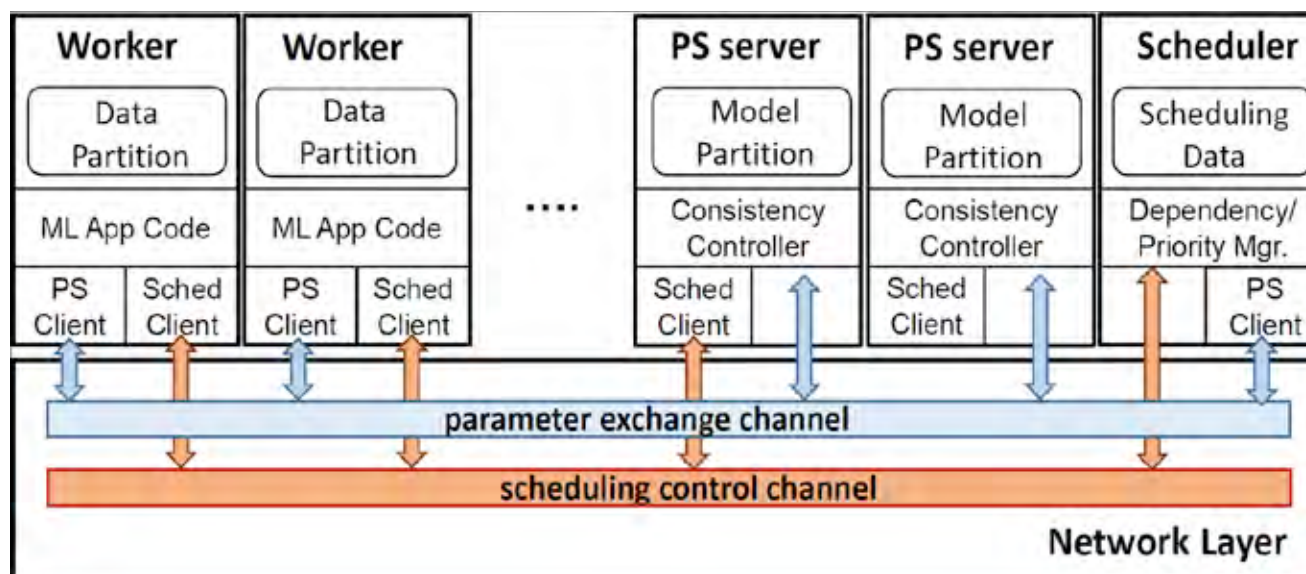 Worker
Data
Partition
ML App Code
PS
Client
Sched
Client
Worker
Data
Partition
ML App Code
PS
Client
Sched
Client
....
PS server
Model
Partition
Consistency
Controller
Sched
Client
PS server
Model
Partition
Consistency
Controller
Sched
Client
Scheduler
Scheduling
Data
Dependency/
Priority Mgr.
PS
Client
parameter exchange channel
scheduling control channel
Network Layer